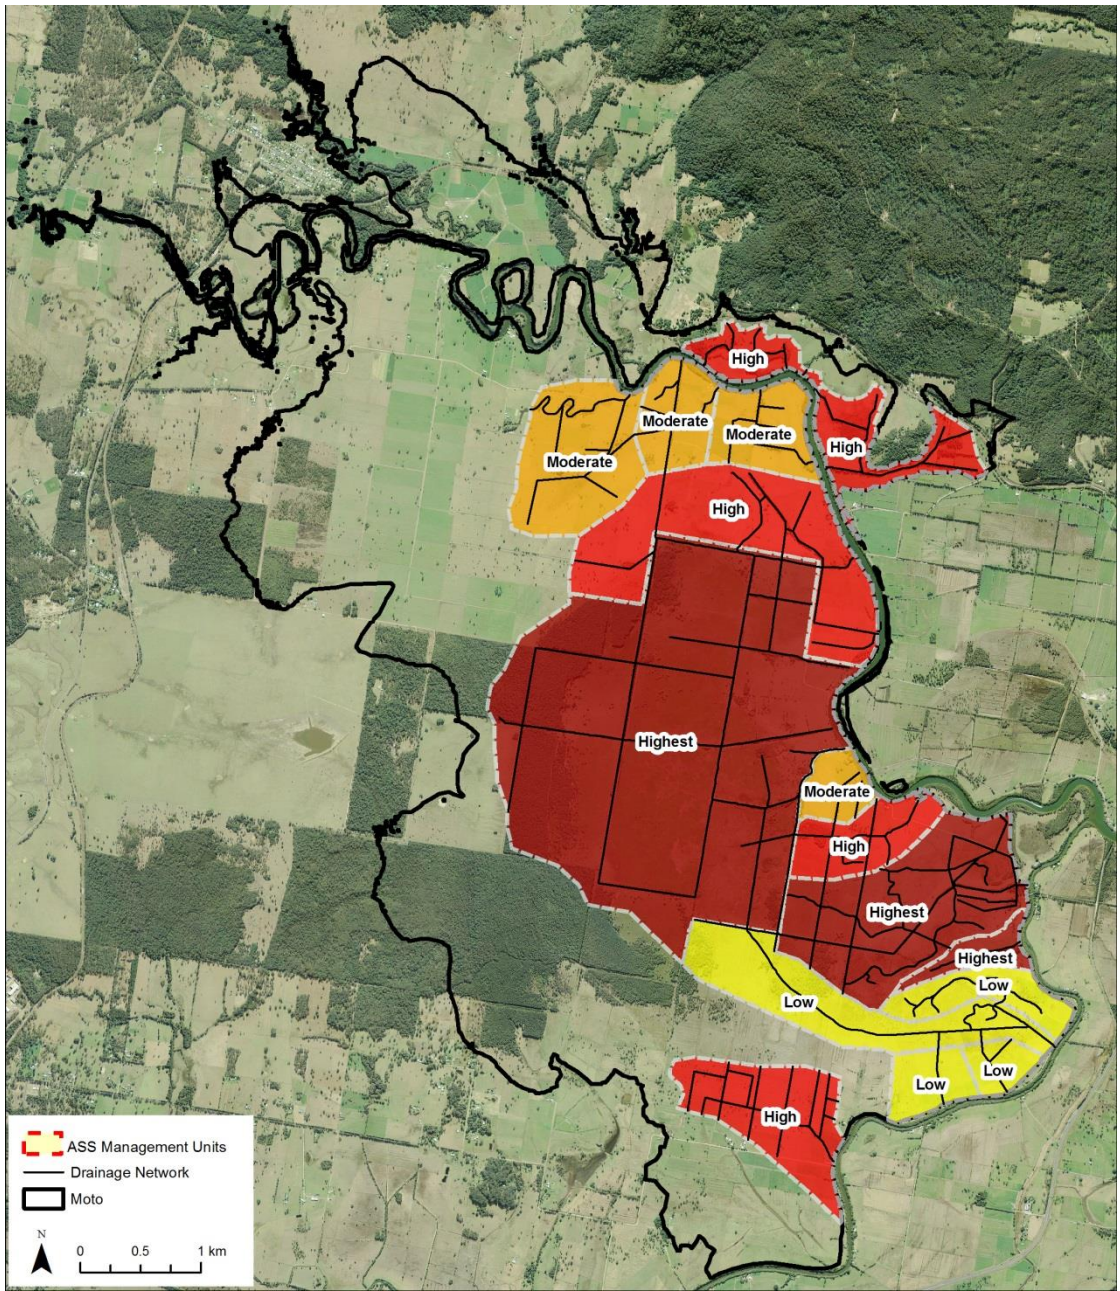 High
Moderate
Moderate
High
Moderate
High
Highest
Moderate
High
Highest
Highest
Low
Low
Low
Low
High
ASS Management Units
Drainage Network
Moto
N
0 0.5 1 km